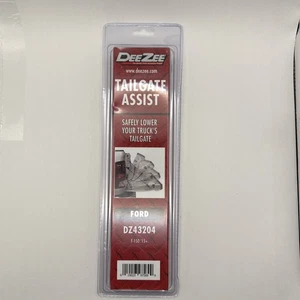 DEEZEE
www.deezee.com
TAILGATE
ASSIST
SAFELY LOWER
YOUR TRUCK'S
TAILGATE
FORD
DZ43204